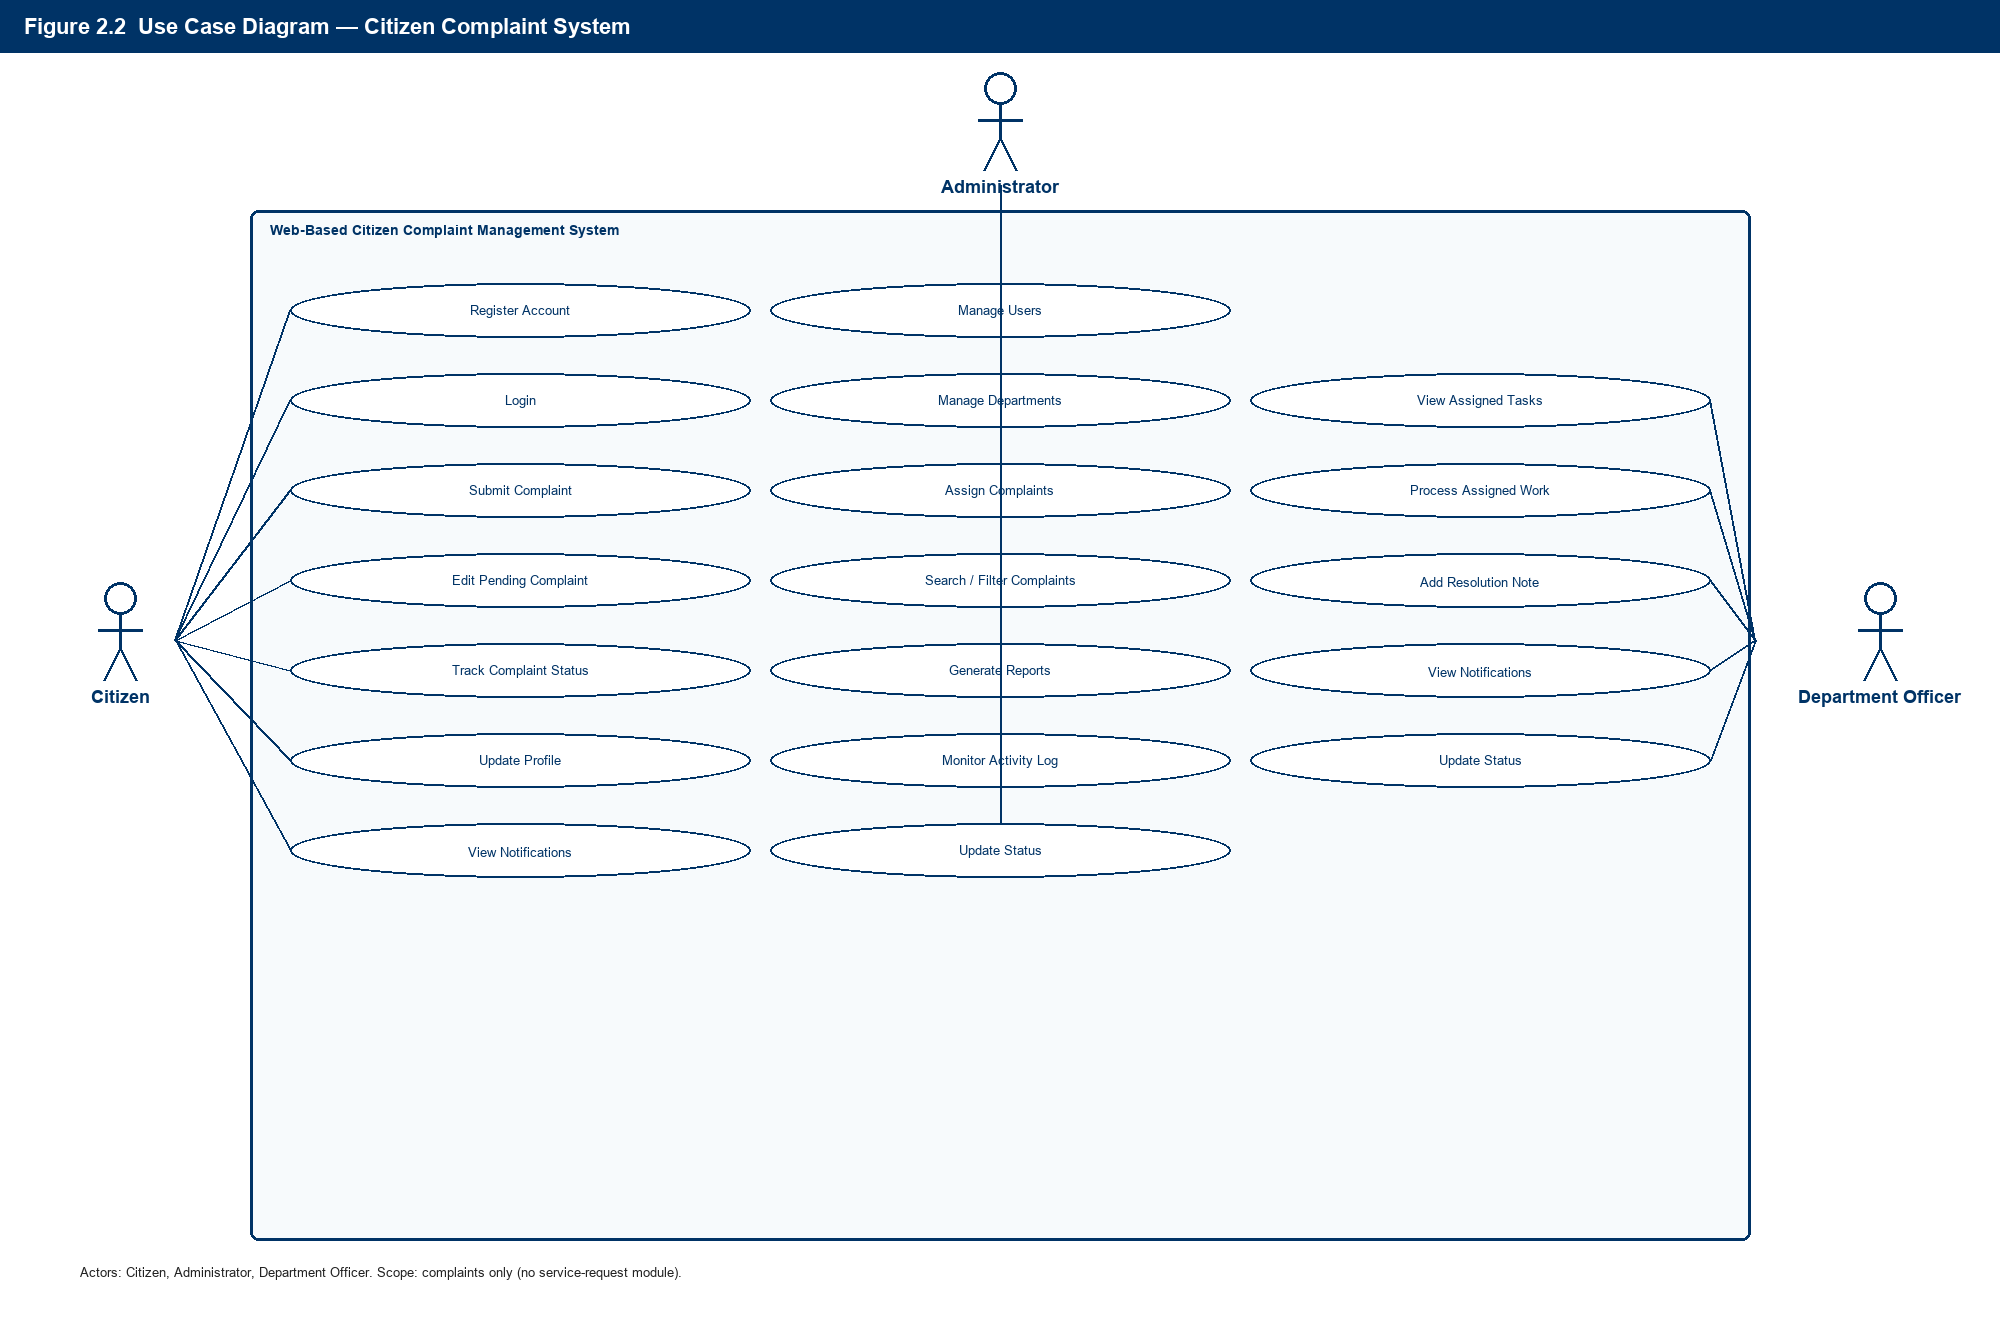 Figure 2.2  Use Case Diagram — Citizen Complaint System
Administrator
Web-Based Citizen Complaint Management System
Register Account
Manage Users
Login
Manage Departments
View Assigned Tasks
Submit Complaint
Assign Complaints
Process Assigned Work
Edit Pending Complaint
Search / Filter Complaints
Add Resolution Note
Track Complaint Status
Generate Reports
View Notifications
Citizen
Department Officer
Update Profile
Monitor Activity Log
Update Status
View Notifications
Update Status
Actors: Citizen, Administrator, Department Officer. Scope: complaints only (no service-request module).